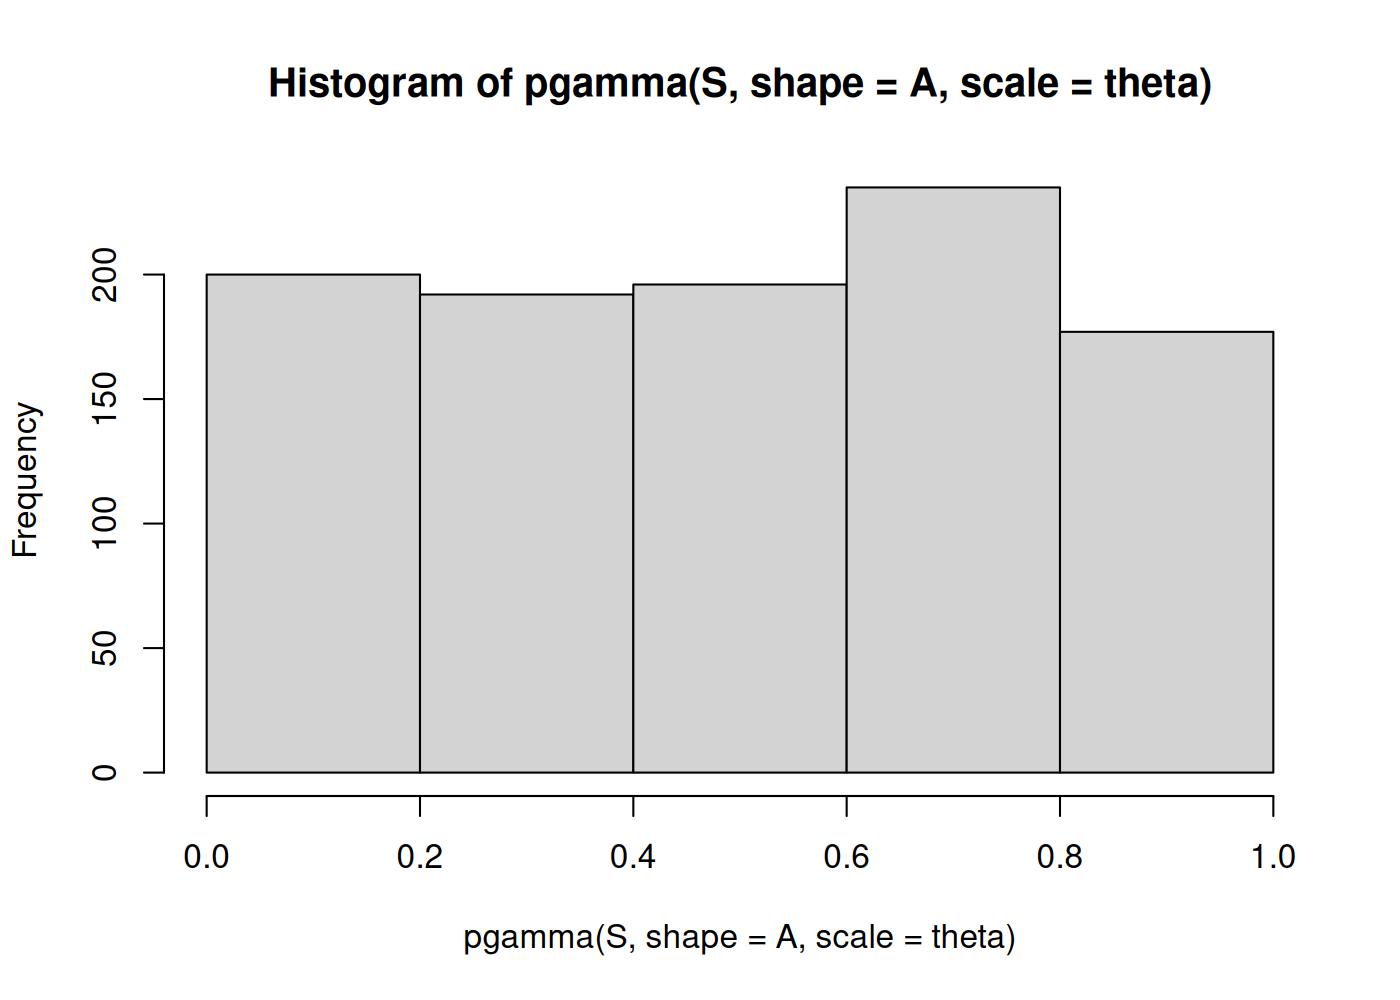 Histogram of pgamma(S, shape = A, scale = theta)
Frequency
200
150
100
50
0
0.0 0.2 0.4 0.6 0.8 1.0
pgamma(S, shape = A, scale = theta)